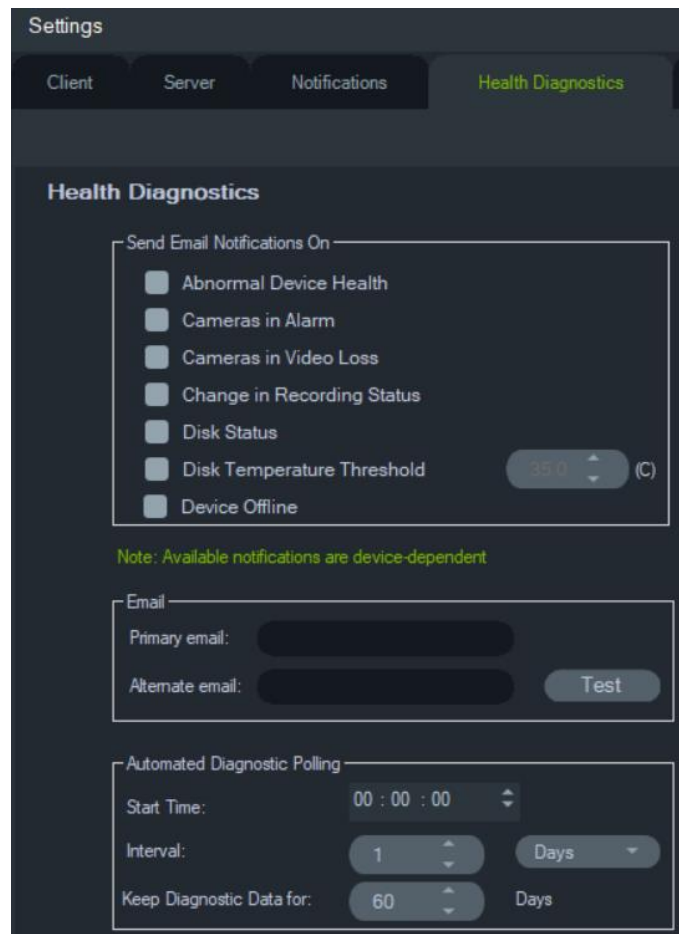 Settings
Client Server Notifications Health Diagnostics
Health Diagnostics
Send Email Notifications On
Abnormal Device Health
Cameras in Alarm
Cameras in Video Loss
Change in Recording Status
Disk Status
Disk Temperature Threshold 35.0 (C)
Device Offline
Note: Available notifications are device-dependent
Email
Primary email:
Alternate email: Test
Automated Diagnostic Polling
Start Time: 00 : 00 : 00
Interval: 1 Days
Keep Diagnostic Data for: 60 Days